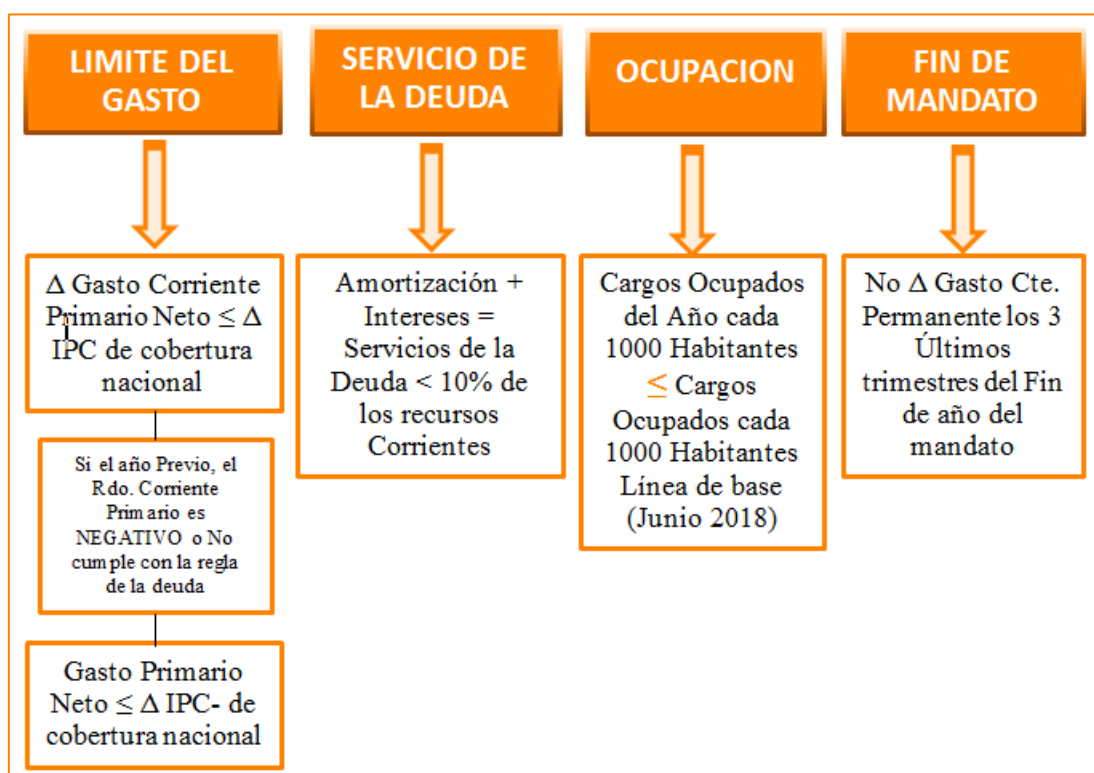 LIMITE DEL
GASTO
SERVICIO DE
LA DEUDA
OCUPACION
FIN DE
MANDATO
Δ Gasto Corriente
Primario Neto ≤ Δ
IPC de cobertura
nacional
Si el año Previo, el
Rdo. Corriente
Primario es
NEGATIVO o No
cumple con la regla
de la deuda
Gasto Primario
Neto ≤ Δ IPC- de
cobertura nacional
Amortización +
Intereses =
Servicios de la
Deuda < 10% de
los recursos
Corrientes
Cargos Ocupados
del Año cada
1000 Habitantes
≤ Cargos
Ocupados cada
1000 Habitantes
Línea de base
(Junio 2018)
No Δ Gasto Cte.
Permanente los 3
Últimos
trimestres del Fin
de año del
mandato